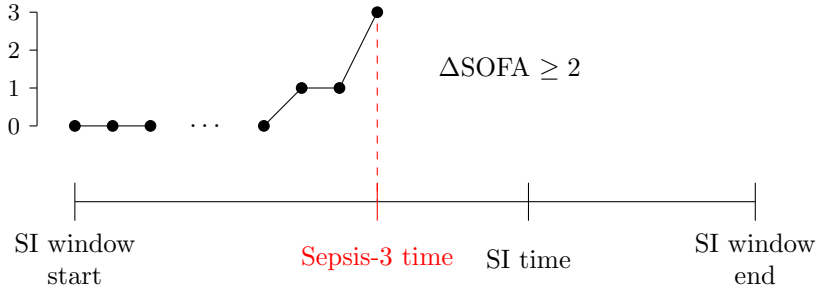 3
2
1
0
ΔSOFA ≥ 2
· · ·
SI window
start
Sepsis-3 time
SI time
SI window
end